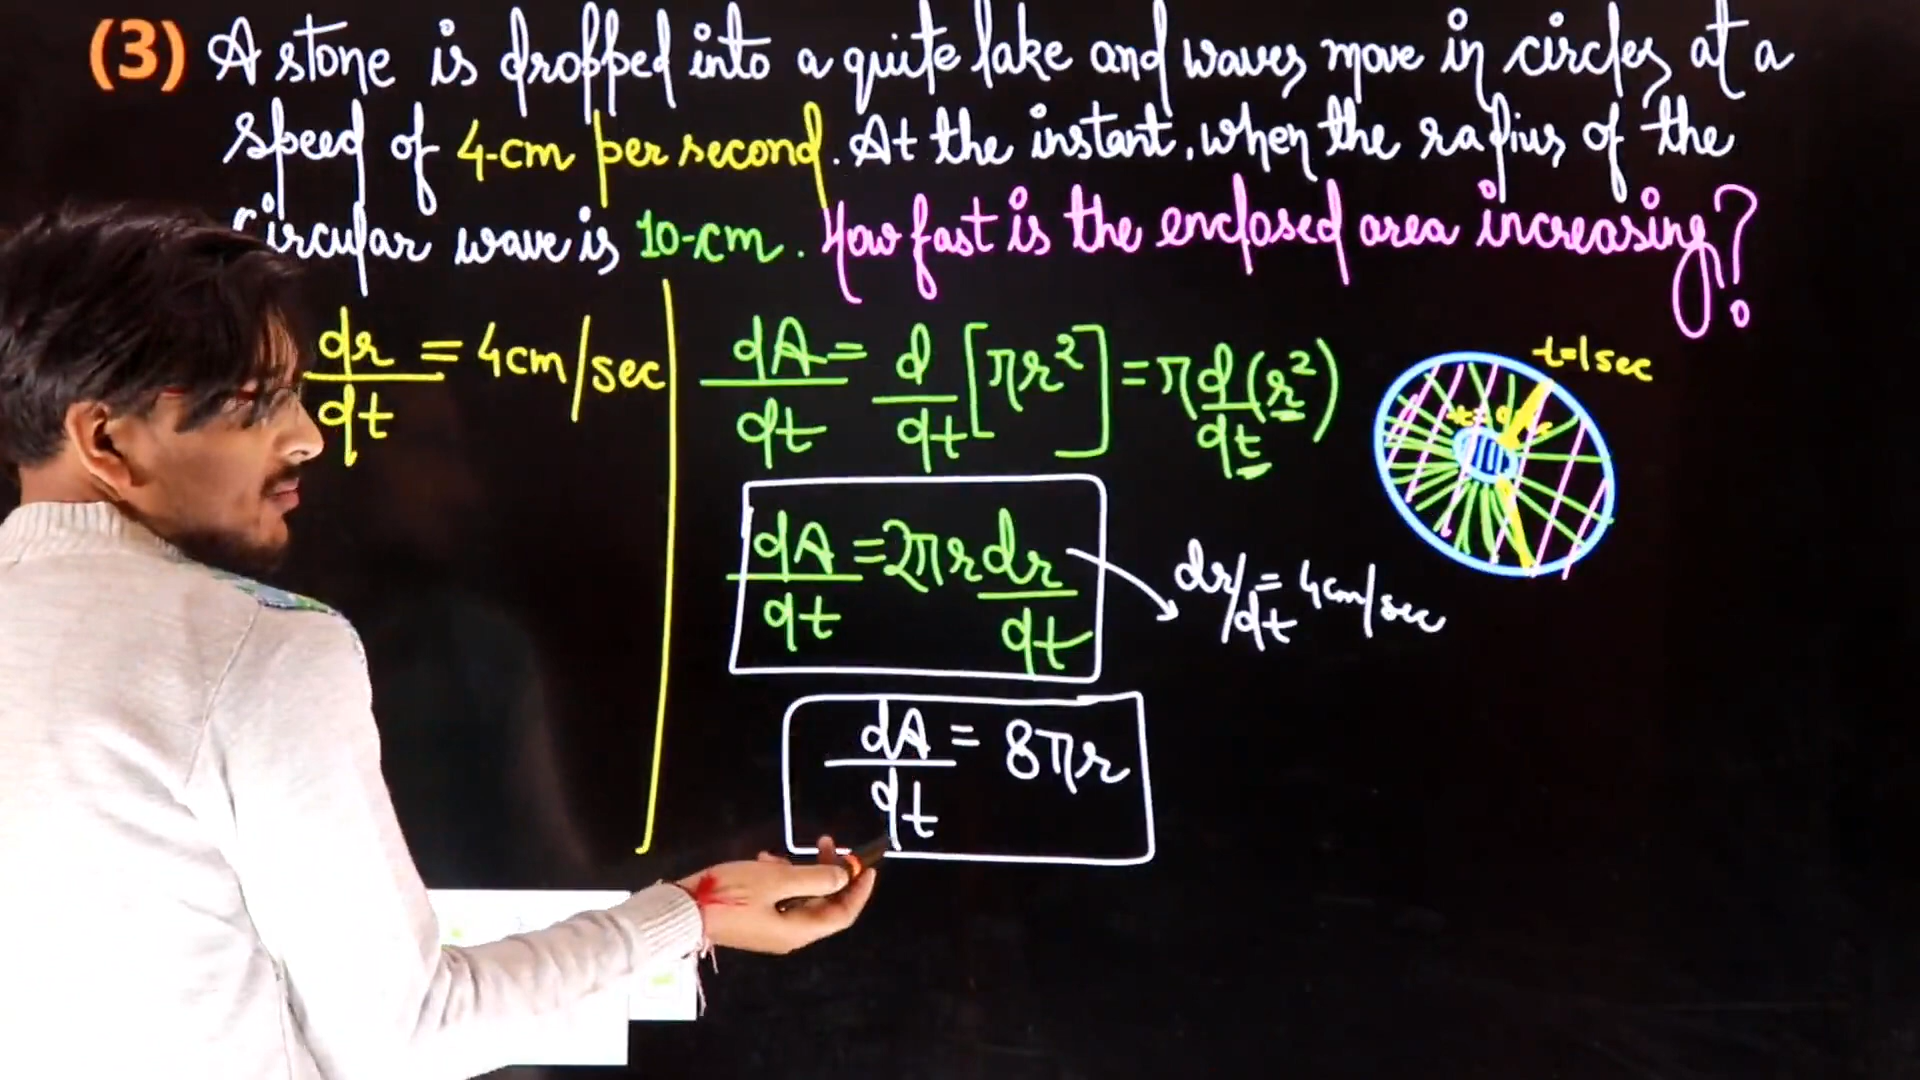 (3) A stone is dropped into a quite lake and waves move in circles at a
speed of 4-cm per second. At the instant, when the radius of the
circular wave is 10-cm. How fast is the enclosed area increasing?
dr/dt = 4cm/sec
dA/dt = d/dt [πr²] = π d/dt (r²)
t=1sec
dA/dt = 2πr dr/dt
dr/dt = 4cm/sec
dA/dt = 8πr